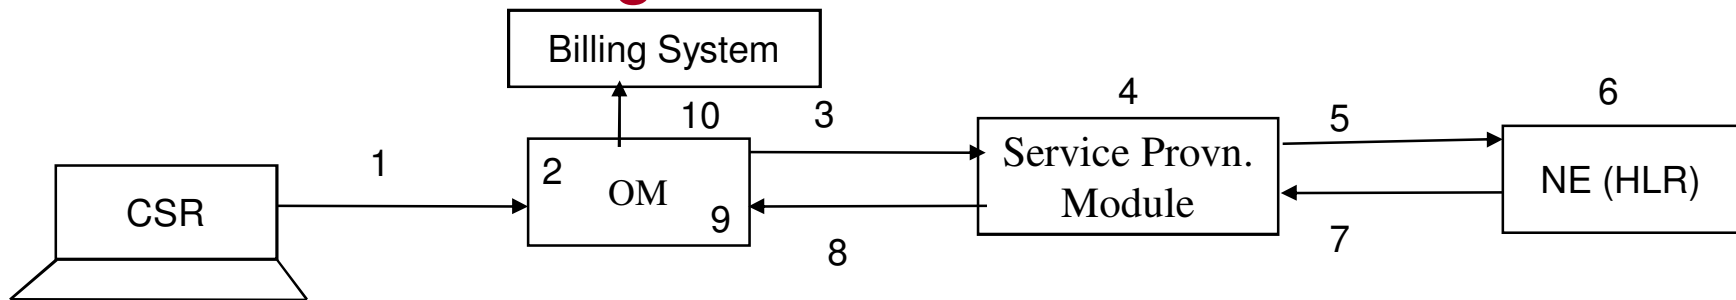 Billing System
10
3
4
5
6
1
2
OM
9
CSR
Service Provn.
Module
NE (HLR)
8
7